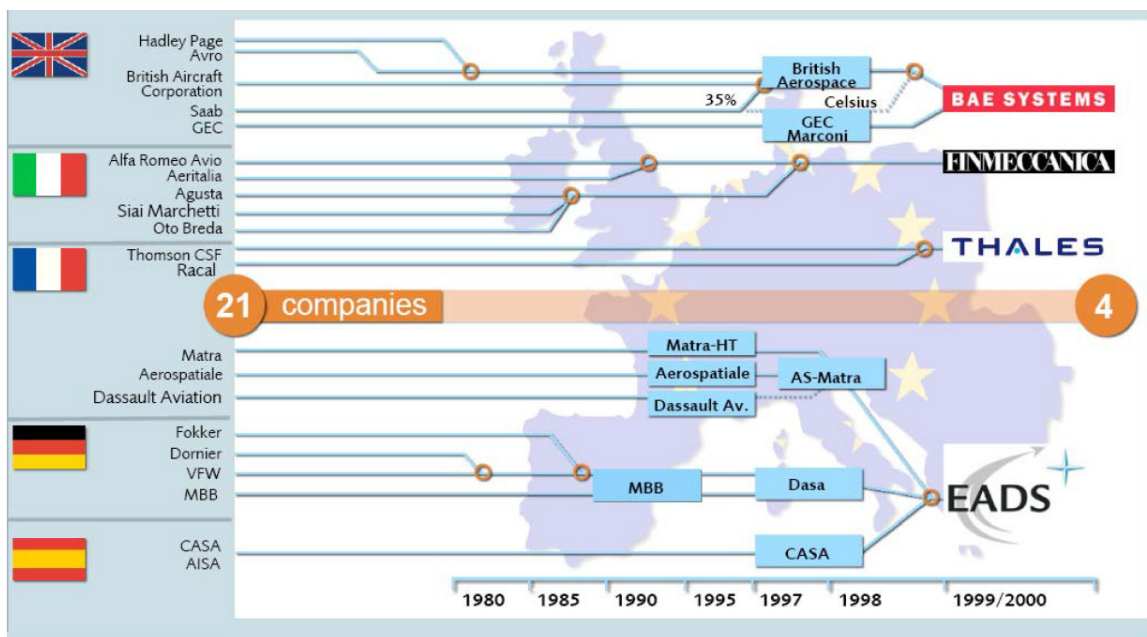 Hadley Page
Avro
British Aircraft
Corporation
Saab
GEC
35%
British
Aerospace
Celsius
GEC
Marconi
BAE SYSTEMS
Alfa Romeo Avio
Aeritalia
Agusta
Siai Marchetti
Oto Breda
FINMECCANICA
Thomson CSF
Racal
THALES
21
companies
4
Matra
Aerospatiale
Dassault Aviation
Matra-HT
Aerospatiale
Dassault Av.
AS-Matra
Fokker
Dornier
VFW
MBB
MBB
Dasa
EADS
CASA
AISA
CASA
1980
1985
1990
1995
1997
1998
1999/2000